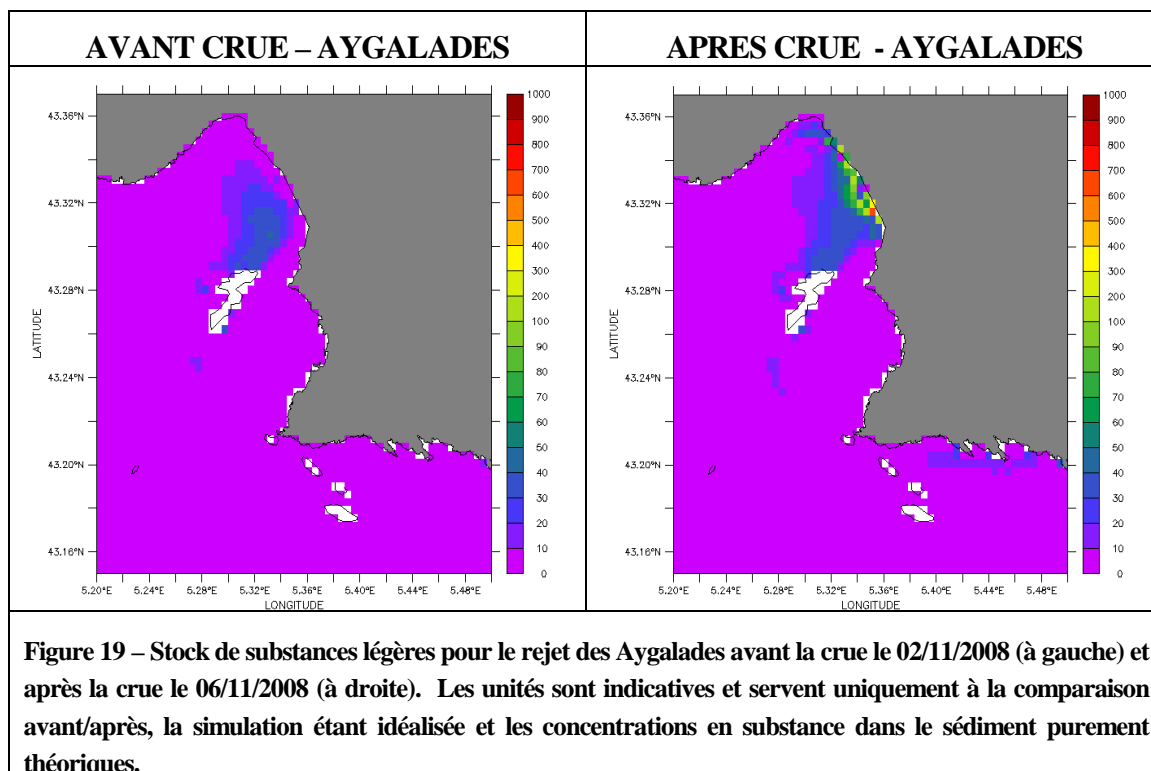 AVANT CRUE – AYGALADES
APRES CRUE - AYGALADES
1000
900
800
700
600
500
400
300
200
100
90
80
70
60
50
40
30
20
10
0
43.36°N
43.32°N
43.28°N
43.24°N
43.20°N
43.16°N
LATITUDE
5.20°E 5.24°E 5.28°E 5.32°E 5.36°E 5.40°E 5.44°E 5.48°E
LONGITUDE
1000
900
800
700
600
500
400
300
200
100
90
80
70
60
50
40
30
20
10
0
43.36°N
43.32°N
43.28°N
43.24°N
43.20°N
43.16°N
LATITUDE
5.20°E 5.24°E 5.28°E 5.32°E 5.36°E 5.40°E 5.44°E 5.48°E
LONGITUDE
Figure 19 – Stock de substances légères pour le rejet des Aygalades avant la crue le 02/11/2008 (à gauche) et
après la crue le 06/11/2008 (à droite). Les unités sont indicatives et servent uniquement à la comparaison
avant/après, la simulation étant idéalisée et les concentrations en substance dans le sédiment purement
théoriques.